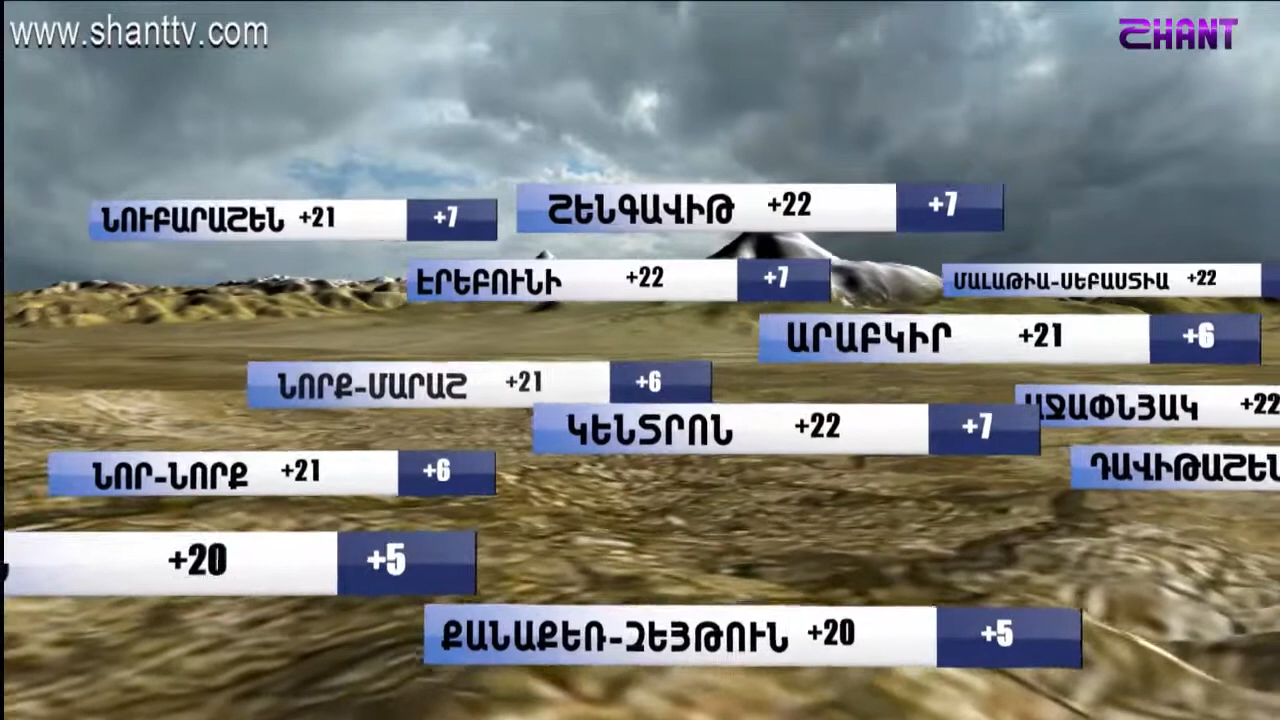 www.shanttv.com
SHANT
ՆՈՒԲԱՐԱՇԵՆ +21 +7
ՇԵՆԳԱՎԻԹ +22 +7
ԷՐԵԲՈՒՆԻ +22 +7
ՄԱԼԱԹԻԱ-ՍԵԲԱՍՏԻԱ +22
ԱՐԱԲԿԻՐ +21 +6
ՆՈՐՔ-ՄԱՐԱՇ +21 +6
ԱՋԱՓՆՅԱԿ +22
ԿԵՆՏՐՈՆ +22 +7
ԴԱՎԻԹԱՇԵՆ
ՆՈՐ-ՆՈՐՔ +21 +6
+20 +5
ՔԱՆԱՔԵՌ-ԶԵՅԹՈՒՆ +20 +5